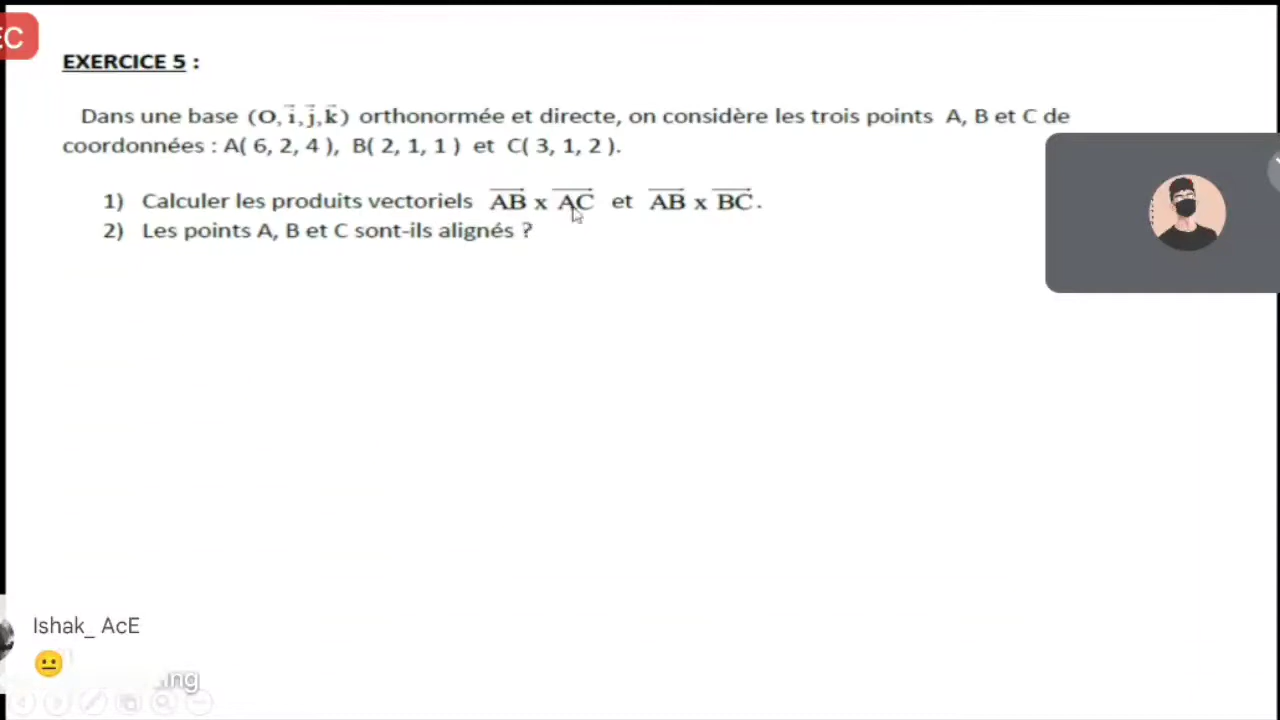 EC
EXERCICE 5 :
Dans une base (O, i⃗, j⃗, k⃗) orthonormée et directe, on considère les trois points A, B et C de
coordonnées : A( 6, 2, 4 ), B( 2, 1, 1 ) et C( 3, 1, 2 ).
1) Calculer les produits vectoriels AB x AC et AB x BC.
2) Les points A, B et C sont-ils alignés ?
Ishak_ AcE